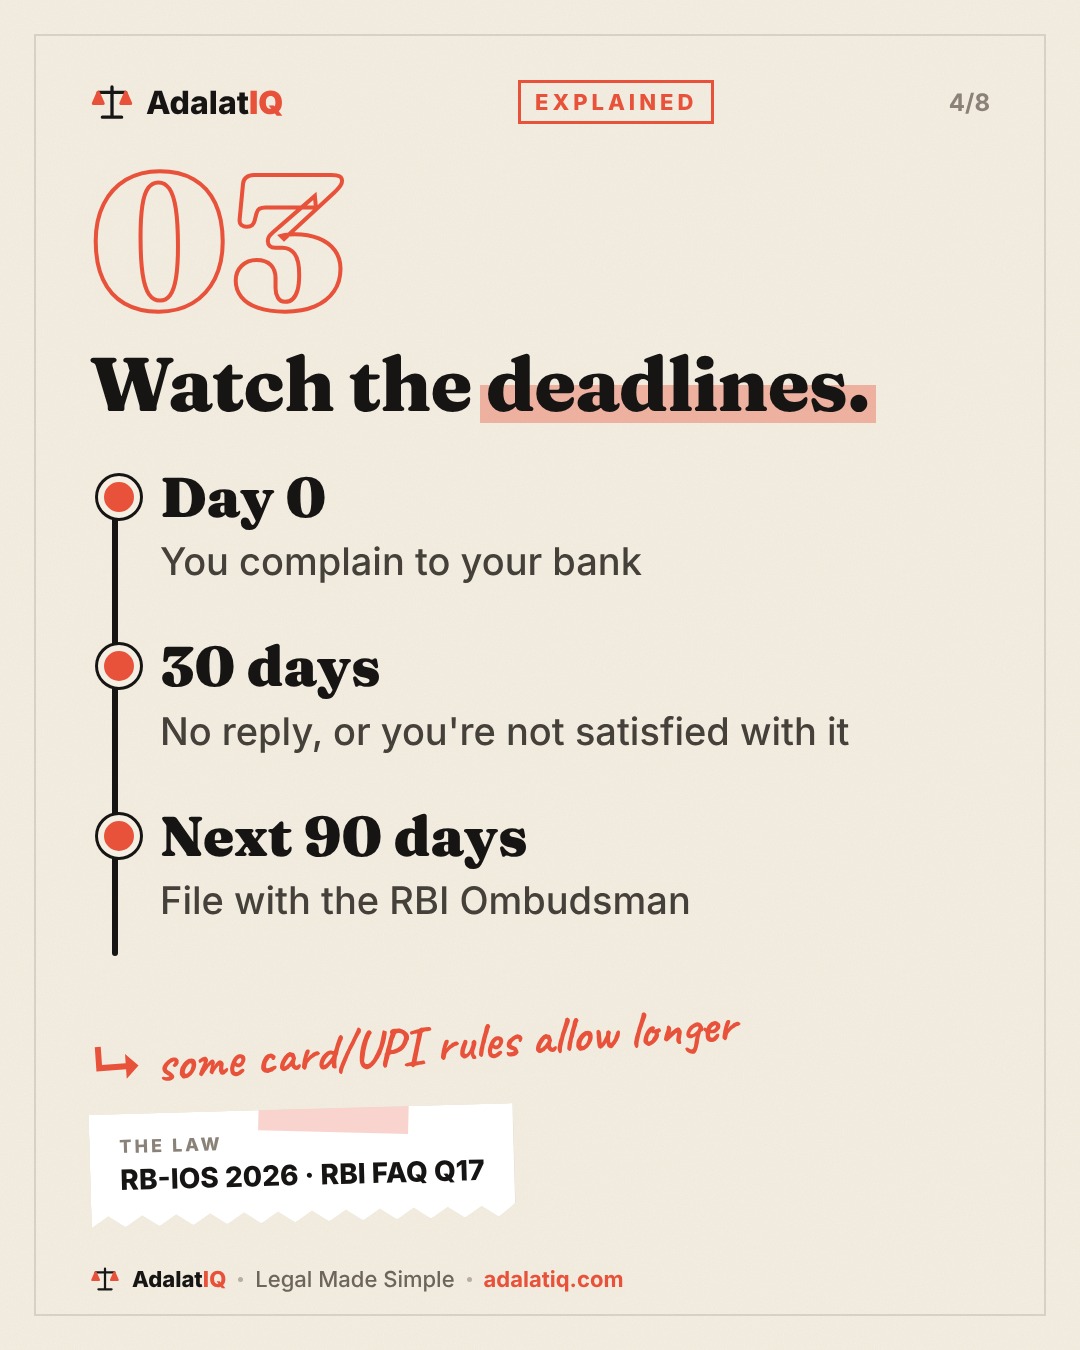 AdalatIQ
EXPLAINED
4/8
03
Watch the deadlines.
Day 0
You complain to your bank
30 days
No reply, or you're not satisfied with it
Next 90 days
File with the RBI Ombudsman
some card/UPI rules allow longer
THE LAW
RB-IOS 2026 · RBI FAQ Q17
AdalatIQ • Legal Made Simple • adalatiq.com